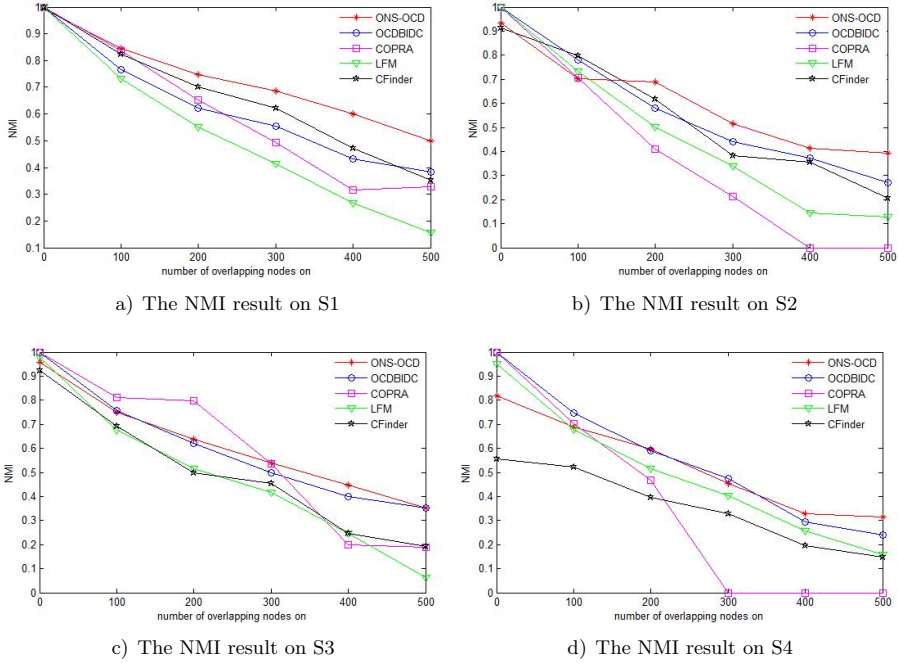 1
0.9
0.8
0.7
0.6
0.5
0.4
0.3
0.2
0.1
NMI
0 100 200 300 400 500
number of overlapping nodes on
ONS-OCD
OCDBIDC
COPRA
LFM
CFinder
a) The NMI result on S1
1
0.9
0.8
0.7
0.6
0.5
0.4
0.3
0.2
0.1
0
NMI
0 100 200 300 400 500
number of overlapping nodes on
ONS-OCD
OCDBIDC
COPRA
LFM
CFinder
b) The NMI result on S2
1
0.9
0.8
0.7
0.6
0.5
0.4
0.3
0.2
0.1
0
NMI
0 100 200 300 400 500
number of overlapping nodes on
ONS-OCD
OCDBIDC
COPRA
LFM
CFinder
c) The NMI result on S3
1
0.9
0.8
0.7
0.6
0.5
0.4
0.3
0.2
0.1
0
NMI
0 100 200 300 400 500
number of overlapping nodes on
ONS-OCD
OCDBIDC
COPRA
LFM
CFinder
d) The NMI result on S4